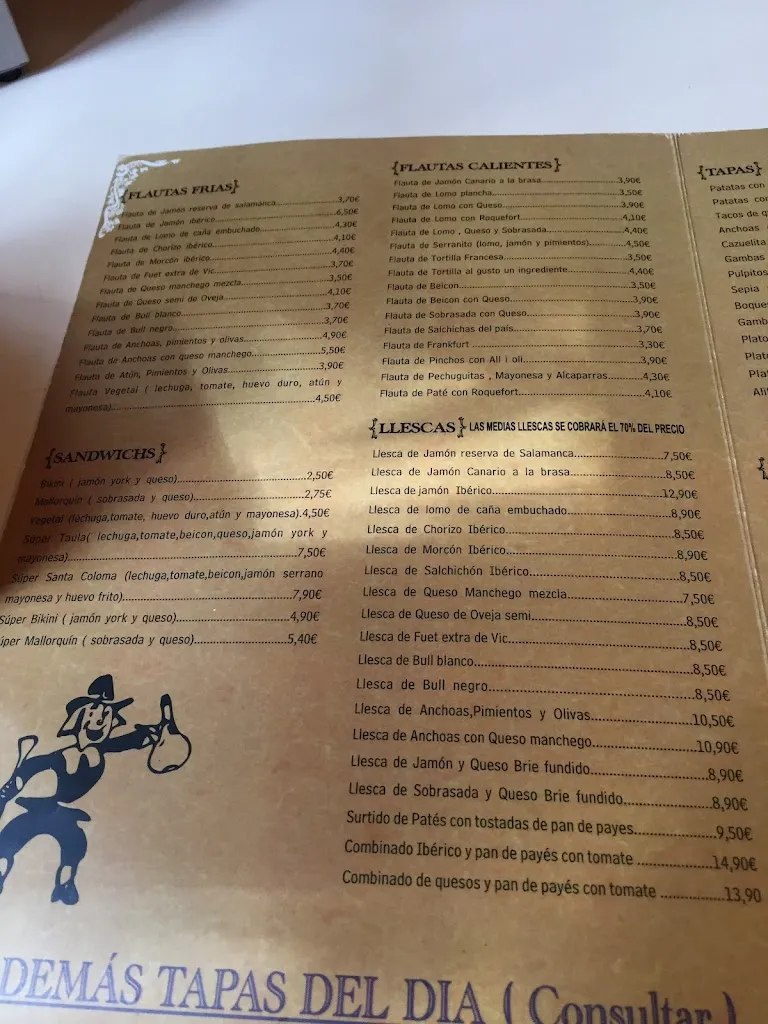 {FLAUTAS FRIAS}
Flauta de Jamón reserva de salamanca.....3,70€
Flauta de Jamón ibérico.....6,50€
Flauta de Lomo de caña embuchado.....4,30€
Flauta de Chorizo ibérico.....4,10€
Flauta de Morcón ibérico.....4,40€
Flauta de Fuet extra de Vic.....3,70€
Flauta de Queso manchego mezcla.....3,50€
Flauta de Queso semi de Oveja.....4,10€
Flauta de Bull blanco.....3,70€
Flauta de Bull negro.....3,70€
Flauta de Anchoas, pimientos y olivas.....4,90€
Flauta de Anchoas con queso manchego.....5,50€
Flauta de Atún, Pimientos y Olivas.....3,90€
Flauta Vegetal ( lechuga, tomate, huevo duro, atún y
mayonesa).....4,50€
{SANDWICHS}
Bikini ( jamón york y queso).....2,50€
Mallorquín ( sobrasada y queso).....2,75€
Vegetal (lechuga,tomate, huevo duro,atún y mayonesa).4,50€
Súper Taula( lechuga,tomate,beicon,queso,jamón york y
mayonesa).....7,50€
Súper Santa Coloma (lechuga,tomate,beicon,jamón serrano
mayonesa y huevo frito).....7,90€
Súper Bikini ( jamón york y queso).....4,90€
úper Mallorquín ( sobrasada y queso).....5,40€
{FLAUTAS CALIENTES}
Flauta de Jamón Canario a la brasa.....3,90€
Flauta de Lomo plancha.....3,50€
Flauta de Lomo con Queso.....3,90€
Flauta de Lomo con Roquefort.....4,10€
Flauta de Lomo , Queso y Sobrasada.....4,40€
Flauta de Serranito (lomo, jamón y pimientos).....4,50€
Flauta de Tortilla Francesa.....3,50€
Flauta de Tortilla al gusto un ingrediente.....4,40€
Flauta de Beicon.....3,50€
Flauta de Beicon con Queso.....3,90€
Flauta de Sobrasada con Queso.....3,90€
Flauta de Salchichas del país.....3,70€
Flauta de Frankfurt.....3,30€
Flauta de Pinchos con All i oli.....3,90€
Flauta de Pechuguitas , Mayonesa y Alcaparras.....4,30€
Flauta de Paté con Roquefort.....4,10€
{LLESCAS} LAS MEDIAS LLESCAS SE COBRARÁ EL 70% DEL PRECIO
Llesca de Jamón reserva de Salamanca.....7,50€
Llesca de Jamón Canario a la brasa.....8,50€
Llesca de jamón Ibérico.....12,90€
Llesca de lomo de caña embuchado.....8,90€
Llesca de Chorizo Ibérico.....8,50€
Llesca de Morcón Ibérico.....8,90€
Llesca de Salchichón Ibérico.....8,50€
Llesca de Queso Manchego mezcla.....7,50€
Llesca de Queso de Oveja semi.....8,50€
Llesca de Fuet extra de Vic.....8,50€
Llesca de Bull blanco.....8,50€
Llesca de Bull negro.....8,50€
Llesca de Anchoas,Pimientos y Olivas.....10,50€
Llesca de Anchoas con Queso manchego.....10,90€
Llesca de Jamón y Queso Brie fundido.....8,90€
Llesca de Sobrasada y Queso Brie fundido.....8,90€
Surtido de Patés con tostadas de pan de payes.....9,50€
Combinado Ibérico y pan de payés con tomate .....14,90€
Combinado de quesos y pan de payés con tomate .....13,90
{TAPAS}
Patatas con
Patatas con
Tacos de q
Anchoas
Cazuelita
Gambas
Pulpitos
Sepia
Boque
Gamb
Plato
Plato
Pla
Ali
DEMÁS TAPAS DEL DIA ( Consultar )